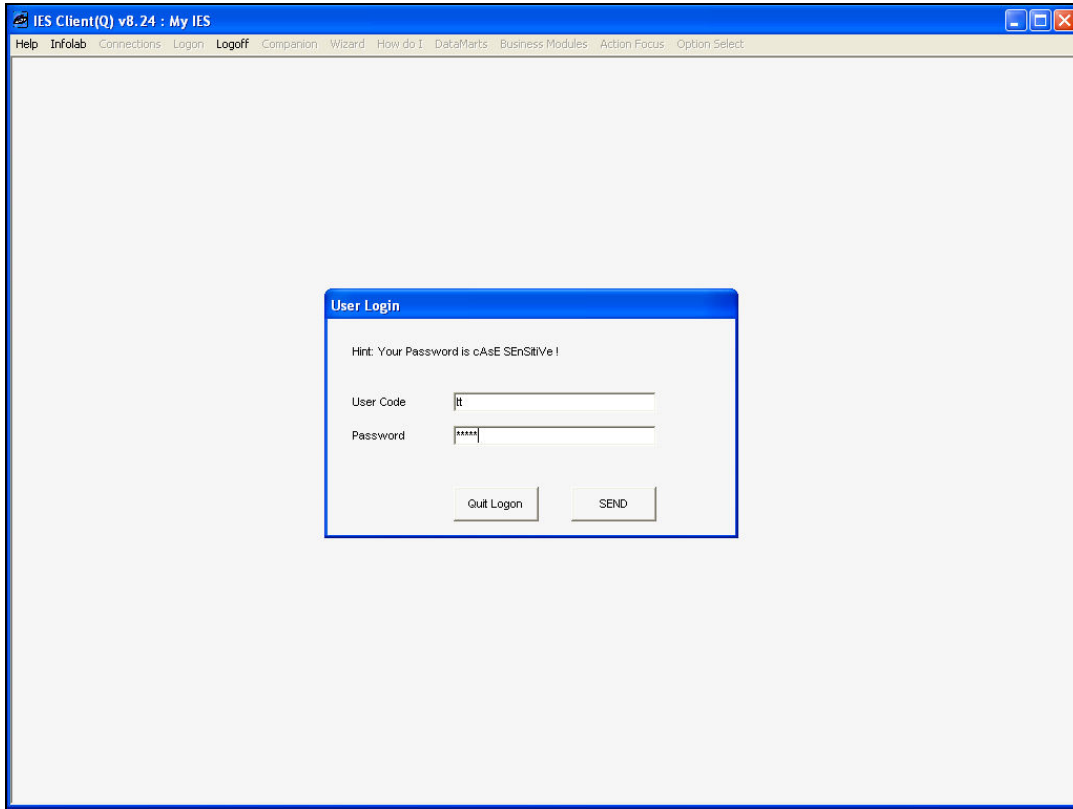 IES Client(Q) v8.24 : My IES
Help Infolab Connections Logon Logoff Companion Wizard How do I DataMarts Business Modules Action Focus Option Select
User Login
Hint: Your Password is cAsE SEnSitiVe !
User Code tt
Password *****
Quit Logon SEND